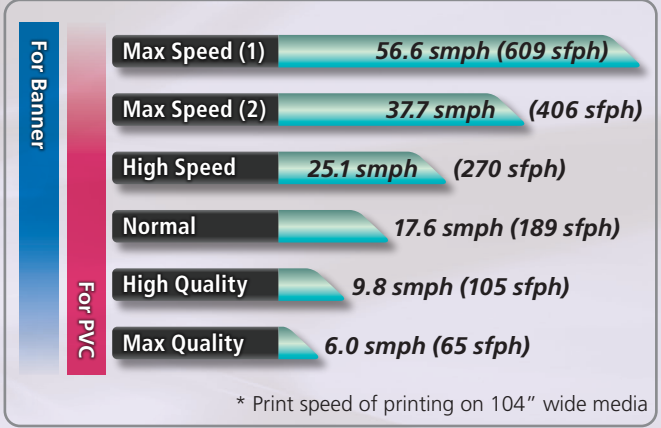 For Banner
For PVC
Max Speed (1) 56.6 smph (609 sfph)
Max Speed (2) 37.7 smph (406 sfph)
High Speed 25.1 smph (270 sfph)
Normal 17.6 smph (189 sfph)
High Quality 9.8 smph (105 sfph)
Max Quality 6.0 smph (65 sfph)
* Print speed of printing on 104” wide media